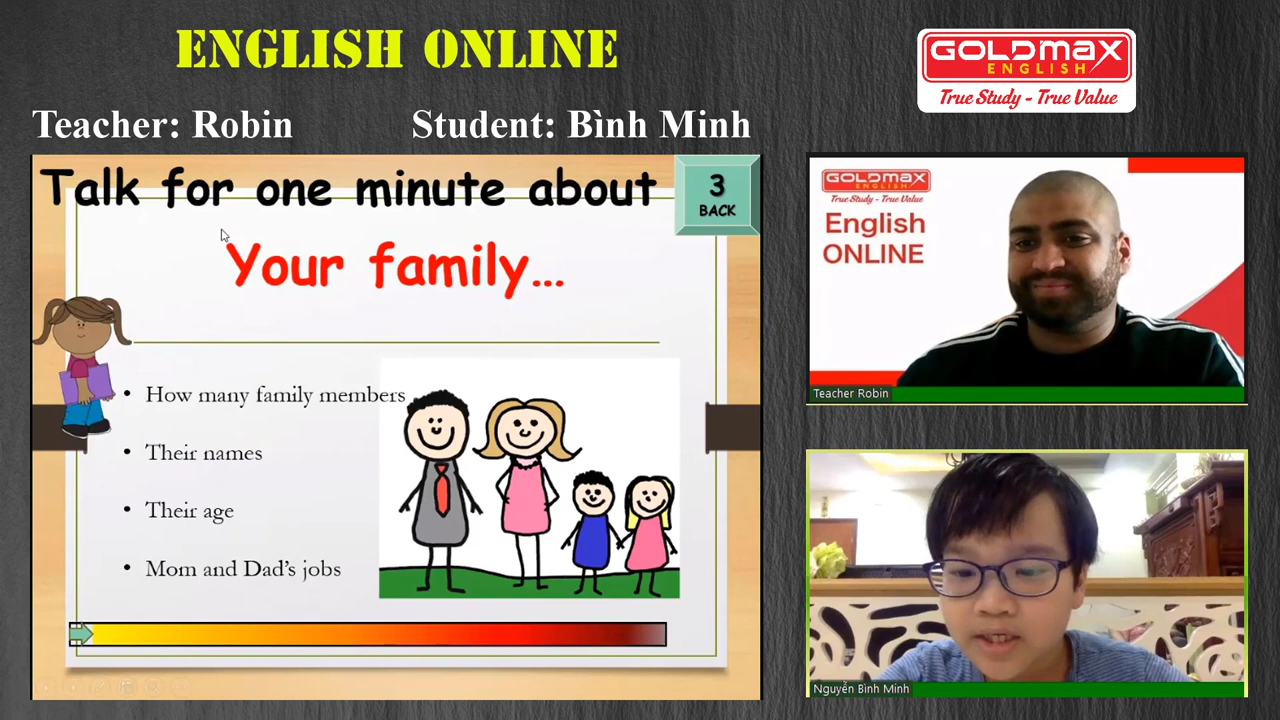 ENGLISH ONLINE
GOLDMAX
ENGLISH
True Study - True Value
Teacher: Robin
Student: Bình Minh
Talk for one minute about
3
BACK
Your family...
• How many family members
• Their names
• Their age
• Mom and Dad's jobs
GOLDMAX
ENGLISH
True Study - True Value
English
ONLINE
Teacher Robin
Nguyễn Bình Minh